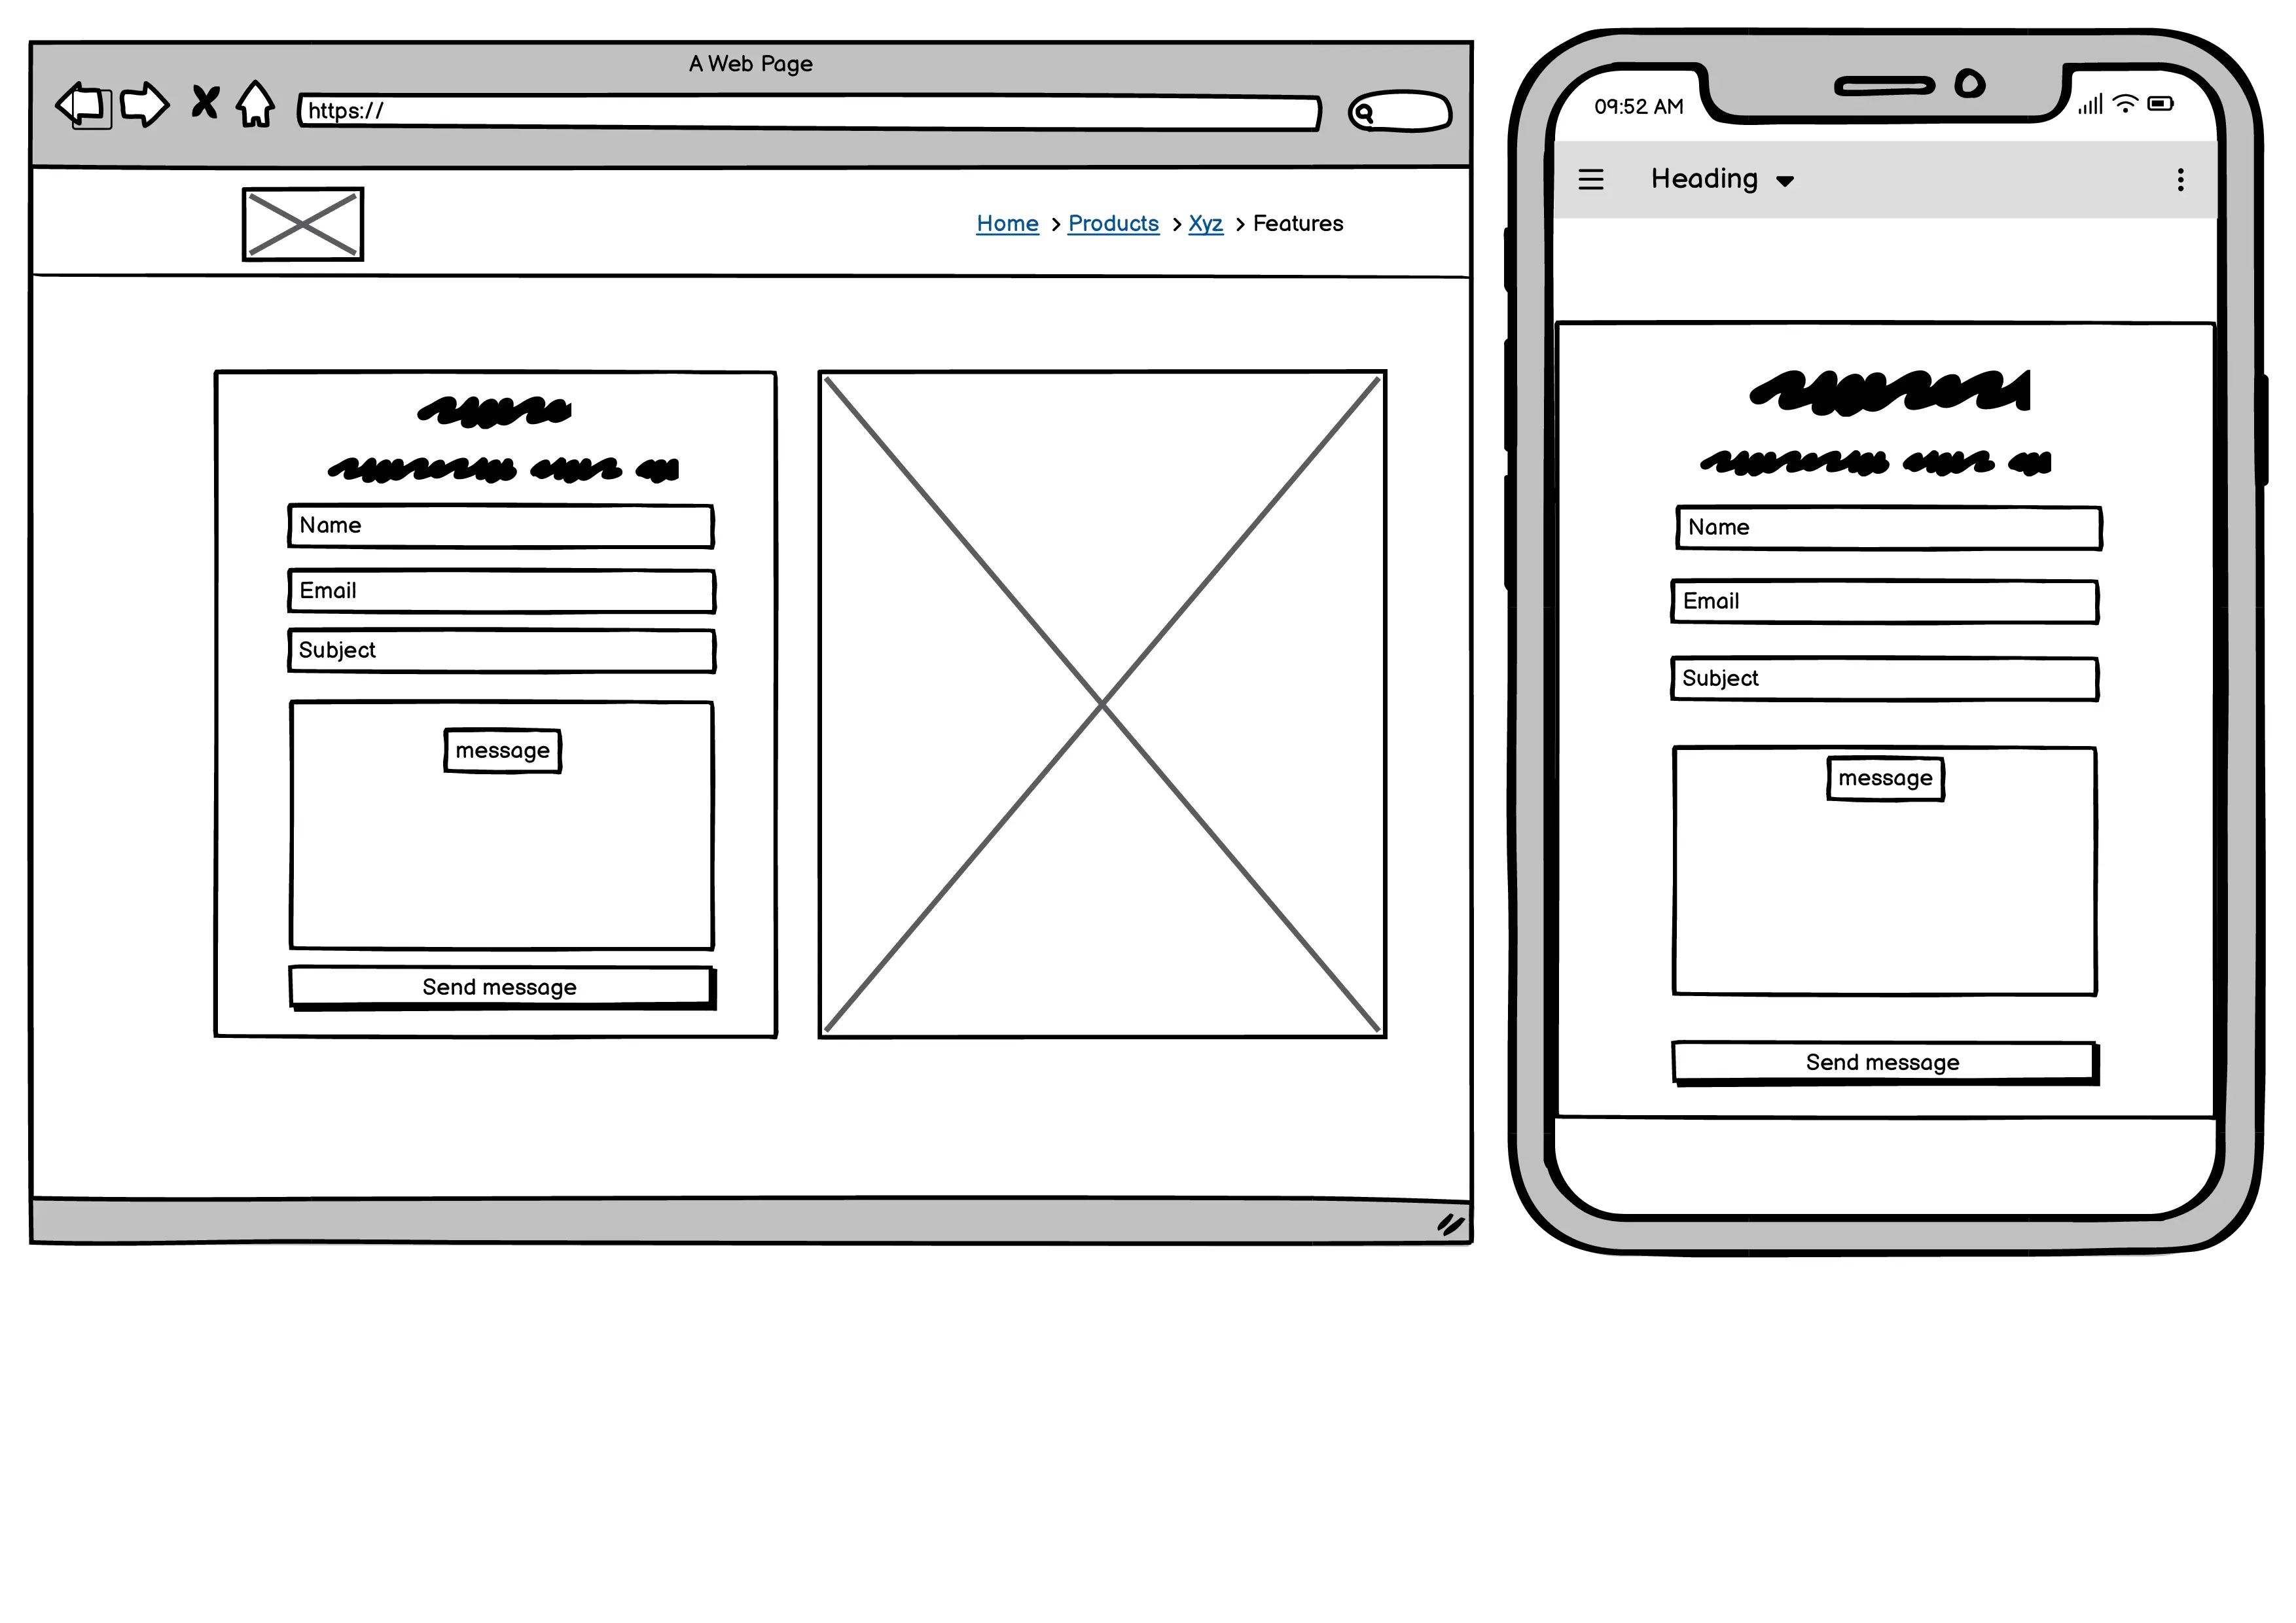 A Web Page
https://
Home > Products > Xyz > Features
Name
Email
Subject
message
Send message
09:52 AM
Heading
Name
Email
Subject
message
Send message